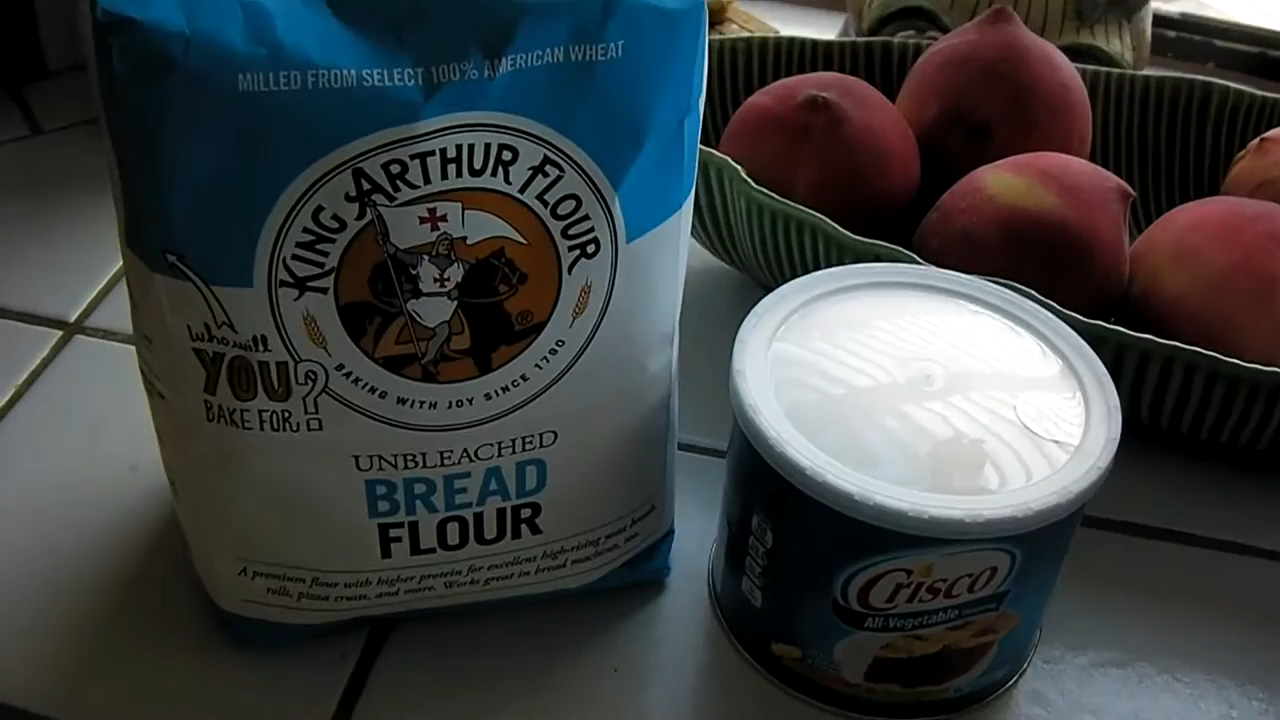 MILLED FROM SELECT 100% AMERICAN WHEAT
KING ARTHUR FLOUR
®
BAKING WITH JOY SINCE 1790
who will
YOU?
BAKE FOR
UNBLEACHED
BREAD
FLOUR
A premium flour with higher protein for excellent high-rising yeast breads,
rolls, pizza crusts, and more. Works great in bread machines, too.
CRISCO
All-Vegetable